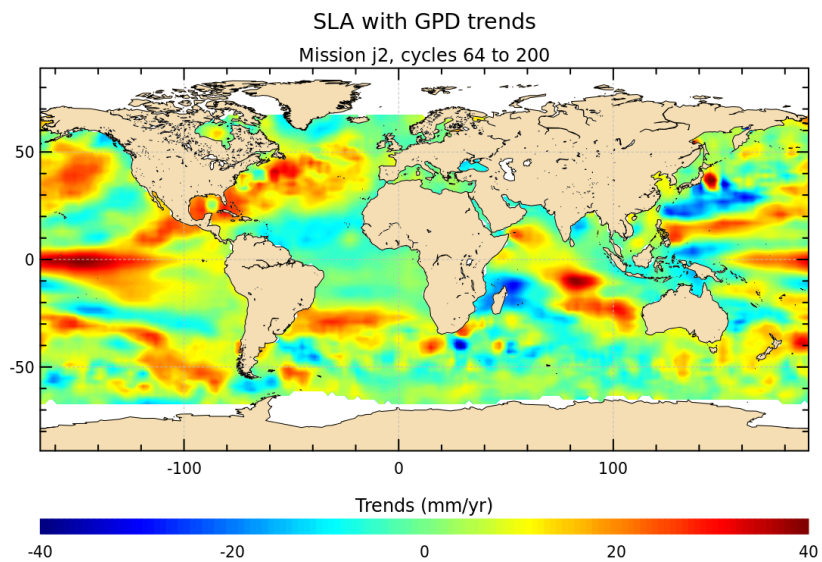 SLA with GPD trends
Mission j2, cycles 64 to 200
50
0
-50
-100 0 100
Trends (mm/yr)
-40 -20 0 20 40